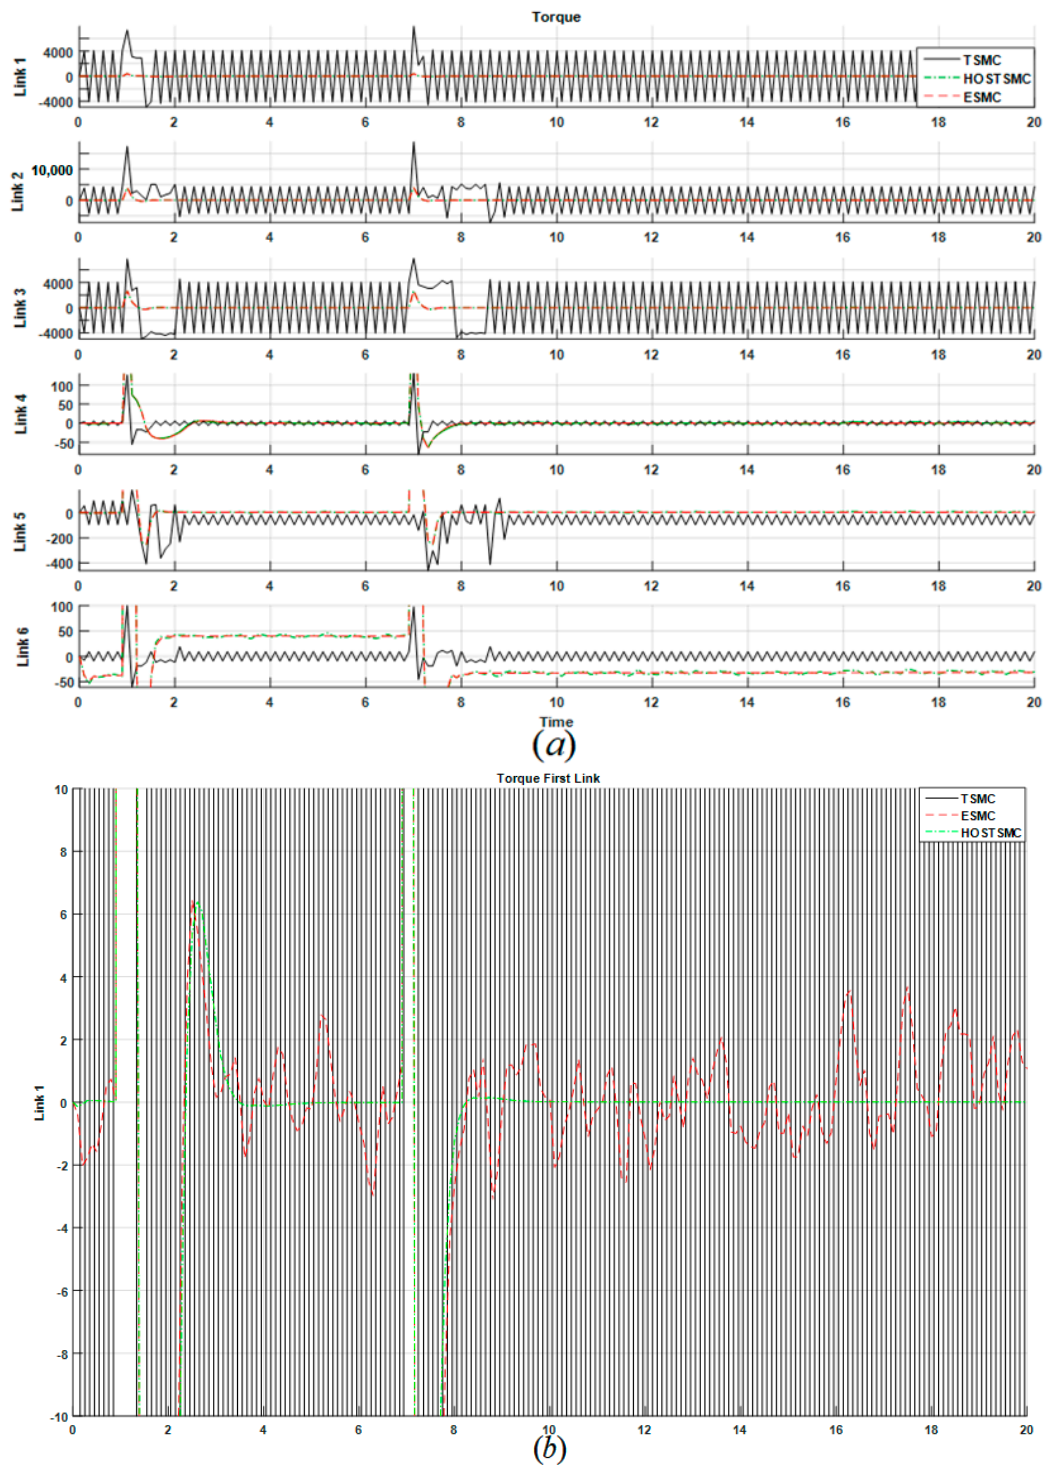 Torque
Link 1
4000
0
-4000
TSMC
HOSTSMC
ESMC
0 2 4 6 8 10 12 14 16 18 20
Link 2
10,000
0
0 2 4 6 8 10 12 14 16 18 20
Link 3
4000
0
-4000
0 2 4 6 8 10 12 14 16 18 20
Link 4
100
50
0
-50
0 2 4 6 8 10 12 14 16 18 20
Link 5
0
-200
-400
0 2 4 6 8 10 12 14 16 18 20
Link 6
100
50
0
-50
0 2 4 6 8 10 12 14 16 18 20
Time
(a)
Torque First Link
Link 1
10
8
6
4
2
0
-2
-4
-6
-8
-10
TSMC
ESMC
HOSTSMC
0 2 4 6 8 10 12 14 16 18 20
(b)